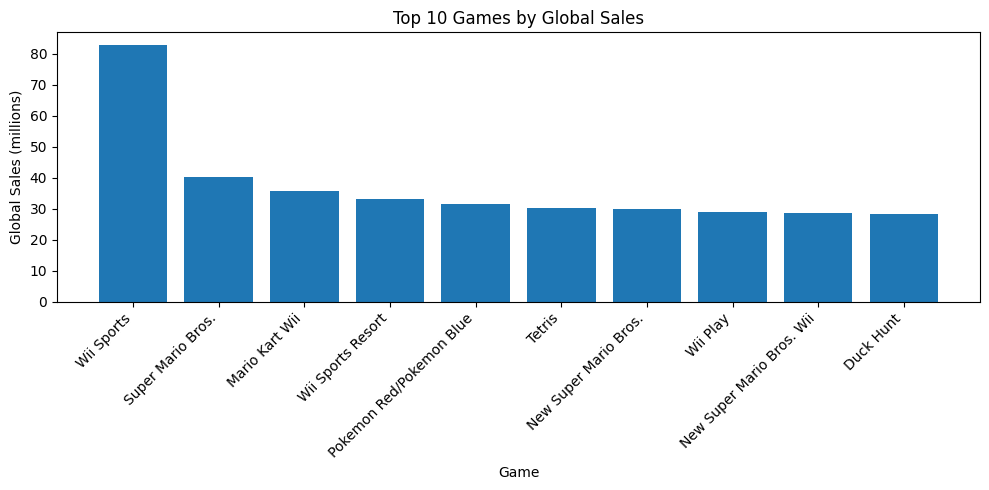 Top 10 Games by Global Sales
Global Sales (millions)
80
70
60
50
40
30
20
10
0
Wii Sports
Super Mario Bros.
Mario Kart Wii
Wii Sports Resort
Pokemon Red/Pokemon Blue
Tetris
New Super Mario Bros.
Wii Play
New Super Mario Bros. Wii
Duck Hunt
Game